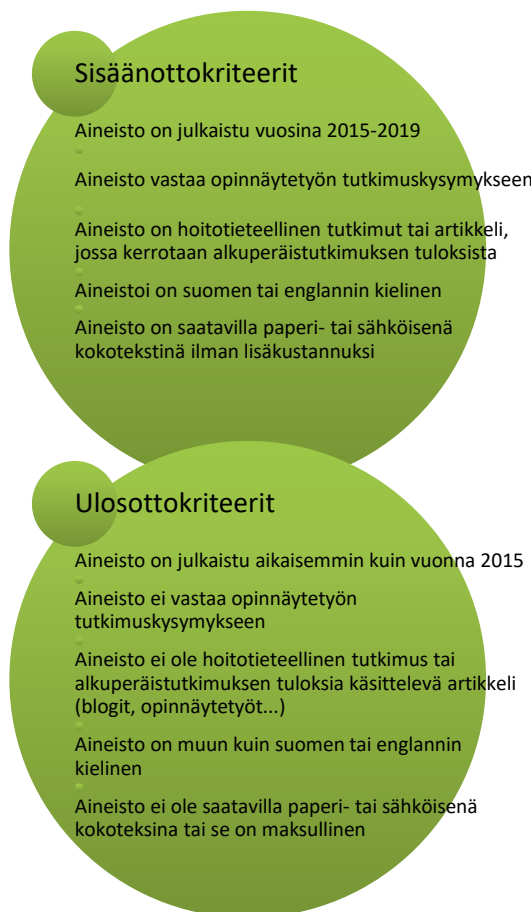 Sisäänottokriteerit
Aineisto on julkaistu vuosina 2015-2019
Aineisto vastaa opinnäytetyön tutkimuskysymykseen
Aineisto on hoitotieteellinen tutkimut tai artikkeli,
jossa kerrotaan alkuperäistutkimuksen tuloksista
Aineistoi on suomen tai englannin kielinen
Aineisto on saatavilla paperi- tai sähköisenä
kokotekstinä ilman lisäkustannuksi
Ulosottokriteerit
Aineisto on julkaistu aikaisemmin kuin vuonna 2015
Aineisto ei vastaa opinnäytetyön
tutkimuskysymykseen
Aineisto ei ole hoitotieteellinen tutkimus tai
alkuperäistutkimuksen tuloksia käsittelevä artikkeli
(blogit, opinnäytetyöt...)
Aineisto on muun kuin suomen tai englannin
kielinen
Aineisto ei ole saatavilla paperi- tai sähköisenä
kokoteksina tai se on maksullinen